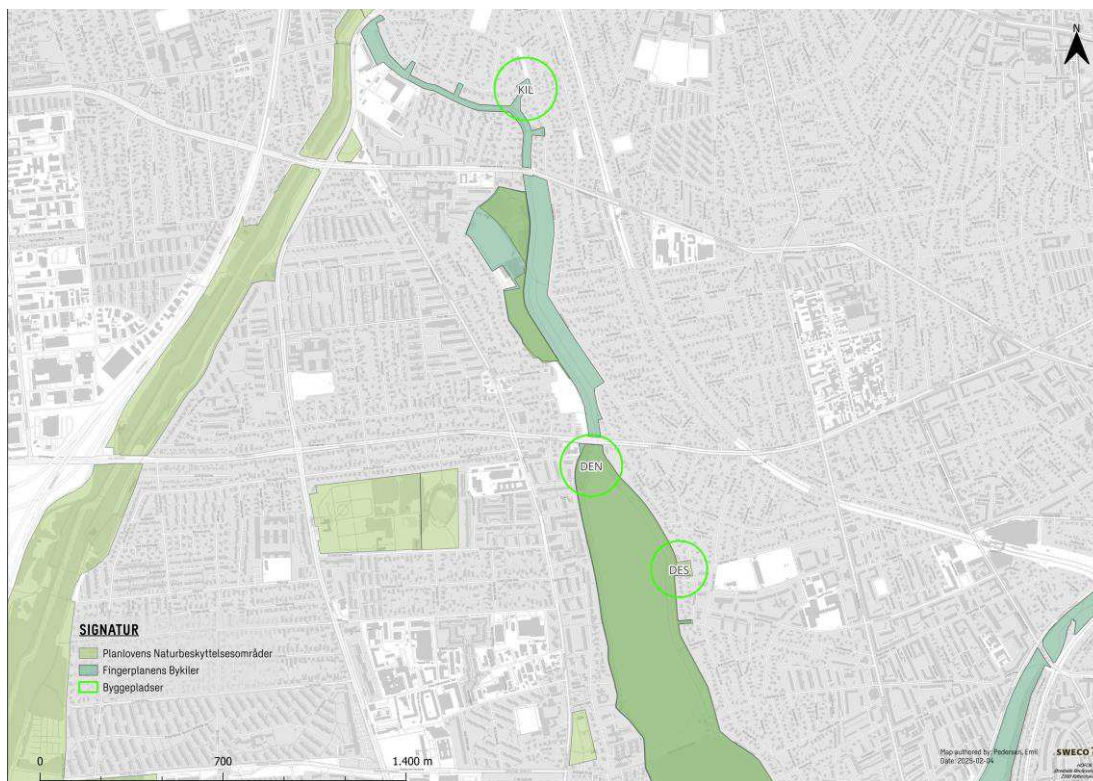 KIL
DEN
DES
SIGNATUR
Planlovens Naturbeskyttelsesområder
Fingerplanens Bykiler
Byggepladser
0 700 1.400 m
Map authored by: Pedersen, Emil
Date: 2025-02-04
SWECO